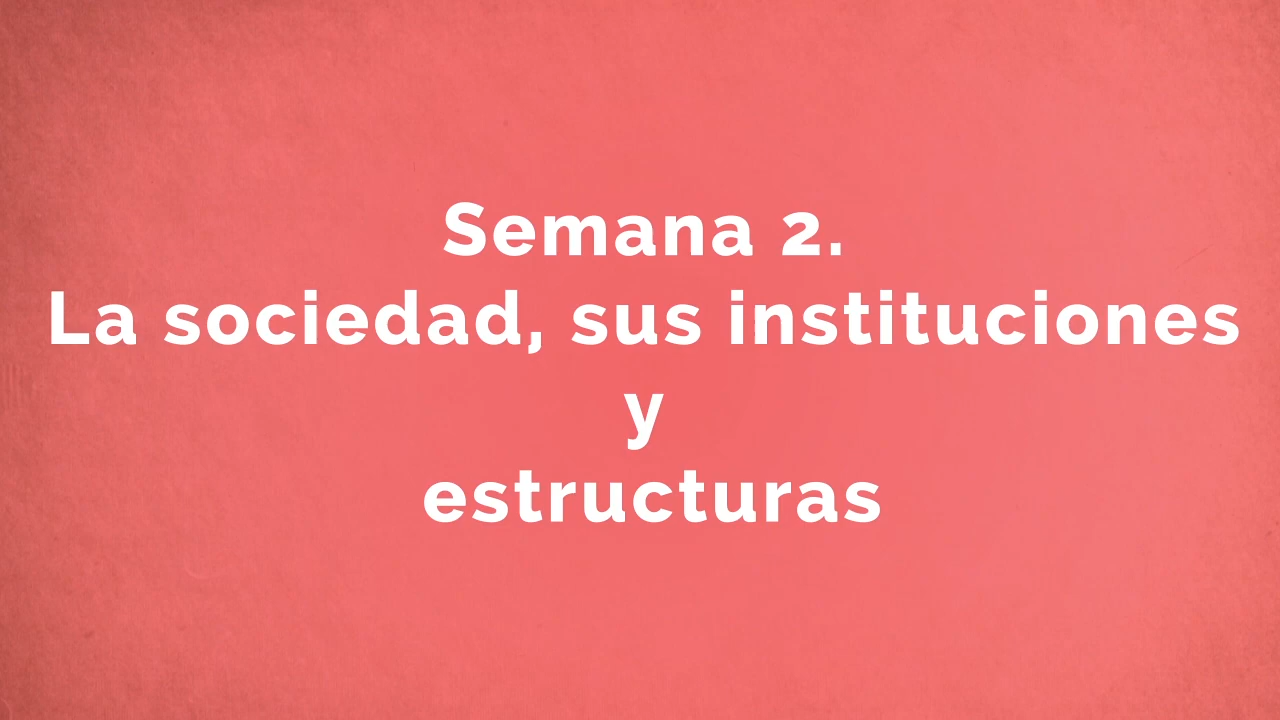 Semana 2.
La sociedad, sus instituciones
y
estructuras